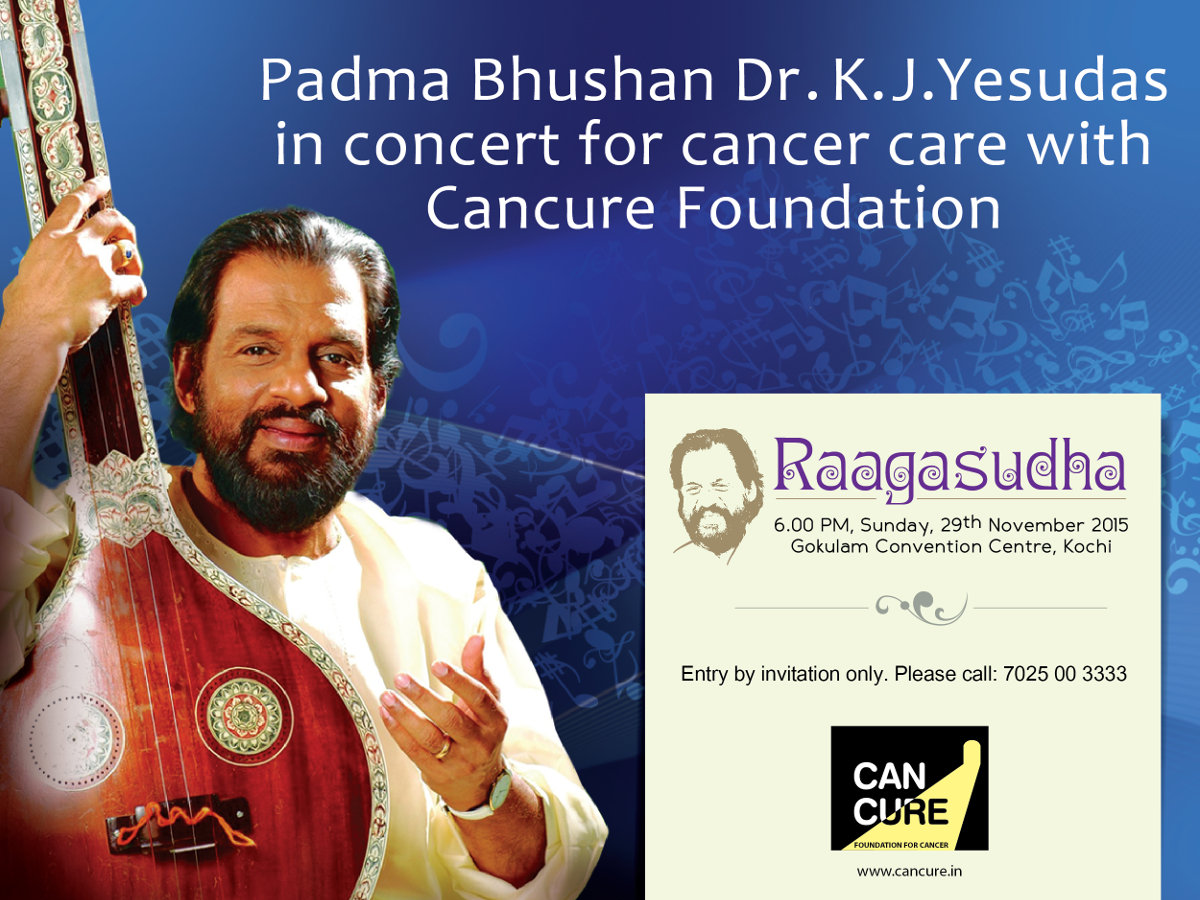 Padma Bhushan Dr. K. J. Yesudas
in concert for cancer care with
Cancure Foundation
Raagasudha
6.00 PM, Sunday, 29th November 2015
Gokulam Convention Centre, Kochi
Entry by invitation only. Please call: 7025 00 3333
CAN
CURE
FOUNDATION FOR CANCER
www.cancure.in